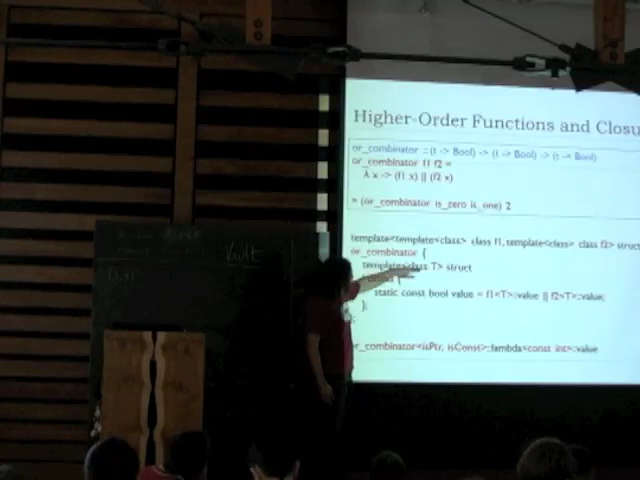 Higher-Order Functions and Closu
or_combinator :: (t -> Bool) -> (t -> Bool) -> (t -> Bool)
or_combinator f1 f2 =
λ x -> (f1 x) || (f2 x)
> (or_combinator is_zero is_one) 2
template<template<class> class f1, template<class> class f2> struct
or_combinator {
template<class T> struct
{
static const bool value = f1<T>::value || f2<T>::value;
};
};
or_combinator<isPtr, isConst>::lambda<const int>::value